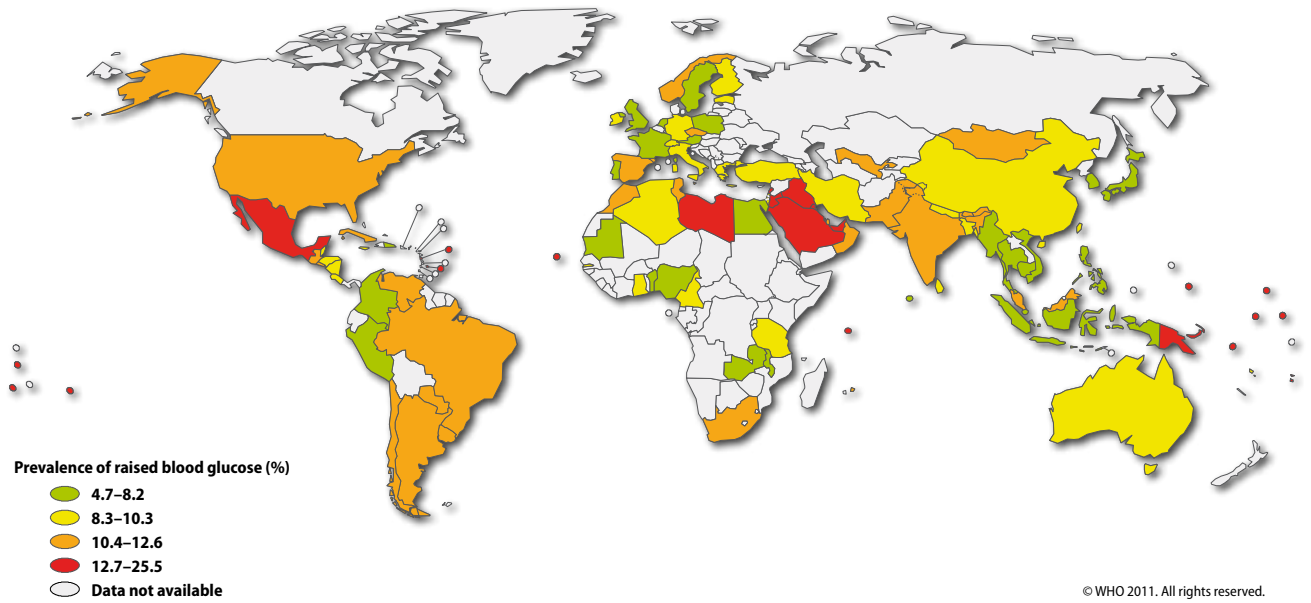 Prevalence of raised blood glucose (%)
4.7–8.2
8.3–10.3
10.4–12.6
12.7–25.5
Data not available
© WHO 2011. All rights reserved.